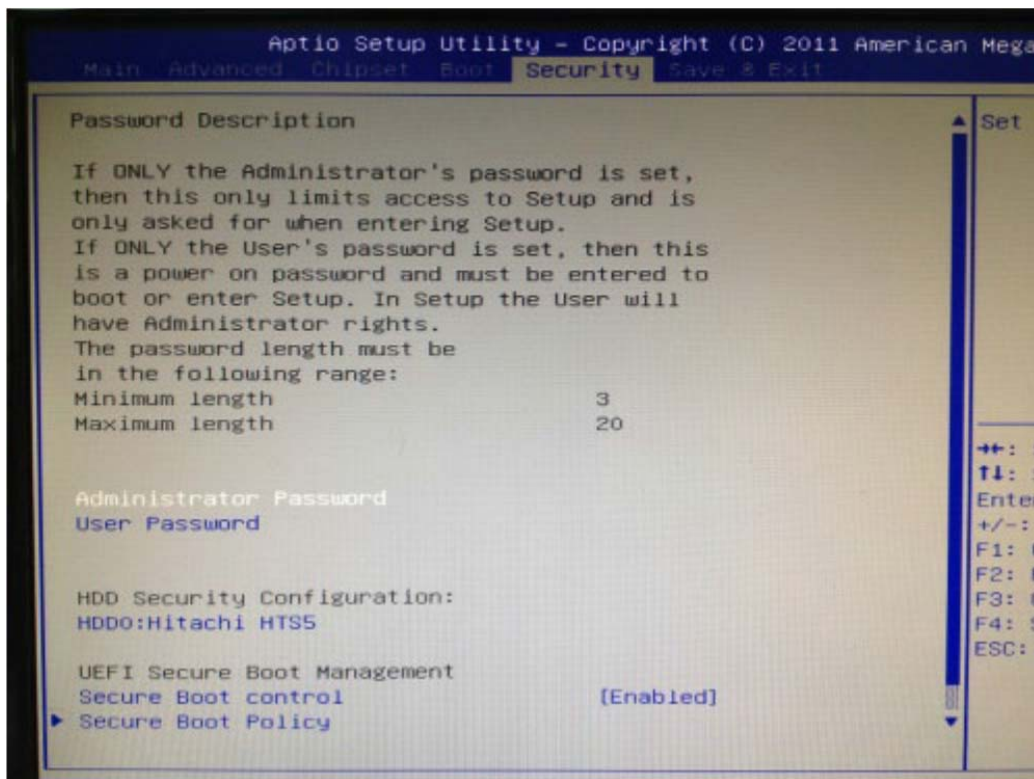 Aptio Setup Utility – Copyright (C) 2011 American Mega
Main Advanced Chipset Boot Security Save & Exit
Password Description
If ONLY the Administrator's password is set,
then this only limits access to Setup and is
only asked for when entering Setup.
If ONLY the User's password is set, then this
is a power on password and must be entered to
boot or enter Setup. In Setup the User will
have Administrator rights.
The password length must be
in the following range:
Minimum length 3
Maximum length 20
Administrator Password
User Password
HDD Security Configuration:
HDD0:Hitachi HTS5
UEFI Secure Boot Management
Secure Boot control [Enabled]
Secure Boot Policy
Set
→←:
↑↓:
Enter
+/-:
F1:
F2:
F3:
F4:
ESC: